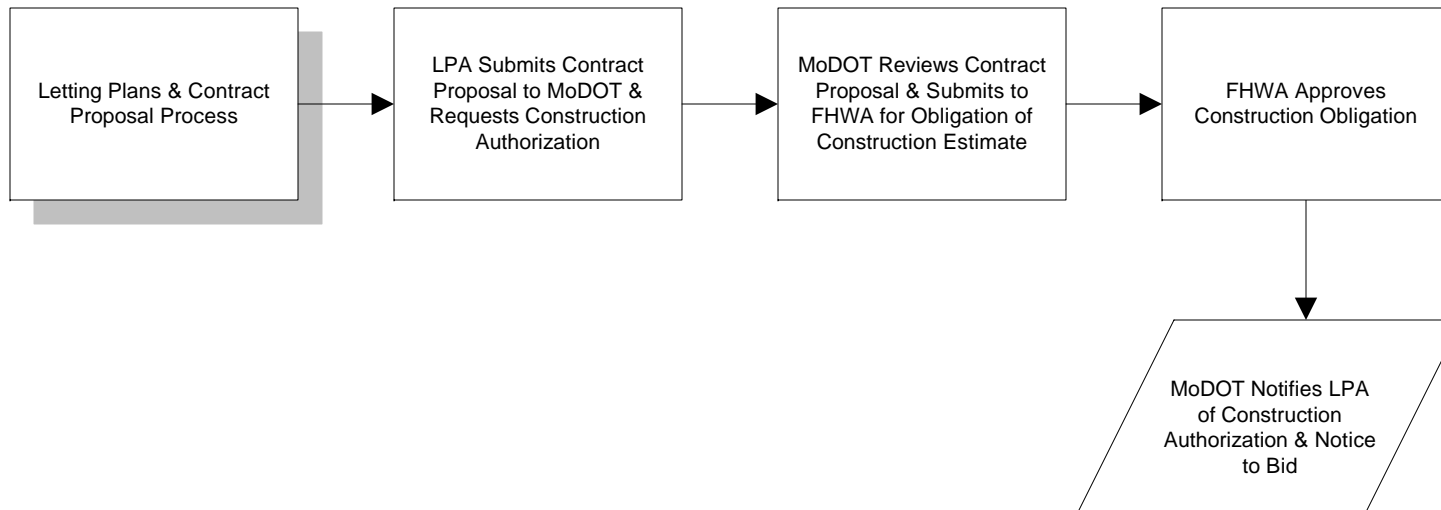 Letting Plans & Contract
Proposal Process
LPA Submits Contract
Proposal to MoDOT &
Requests Construction
Authorization
MoDOT Reviews Contract
Proposal & Submits to
FHWA for Obligation of
Construction Estimate
FHWA Approves
Construction Obligation
MoDOT Notifies LPA
of Construction
Authorization & Notice
to Bid